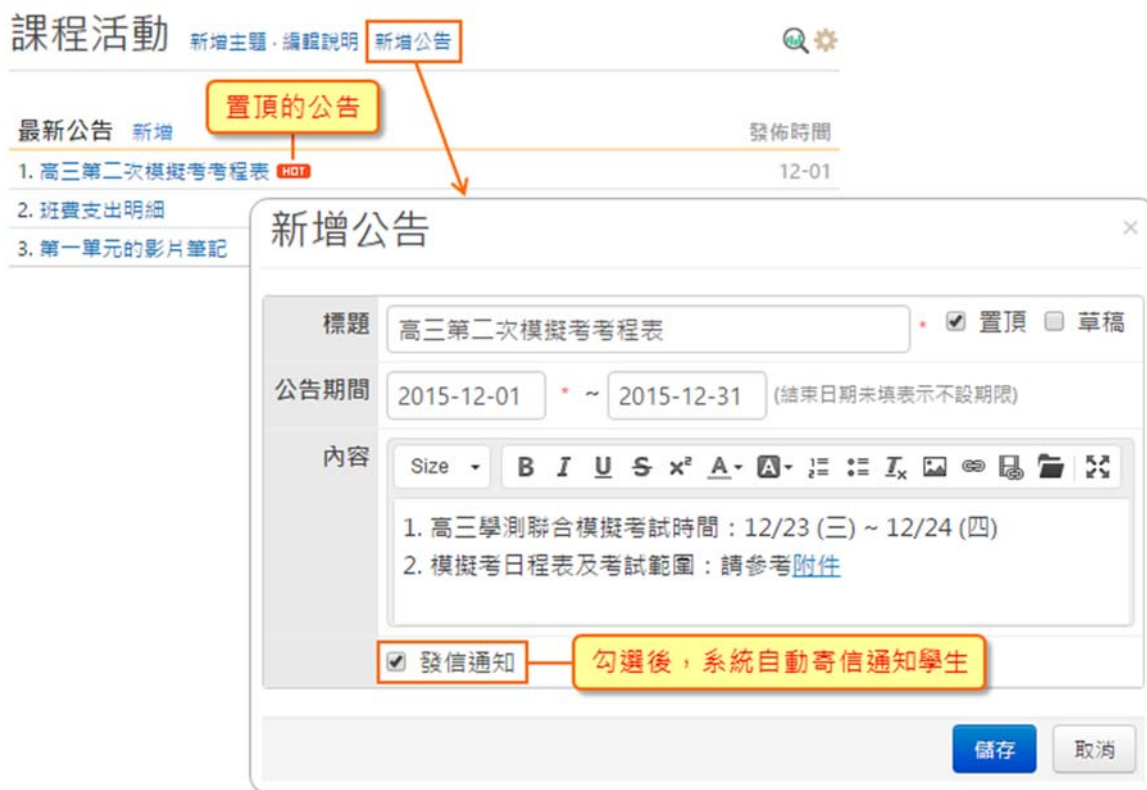 課程活動 新增主題 · 編輯說明 新增公告
置頂的公告
最新公告 新增 發佈時間
1. 高三第二次模擬考考程表 HOT 12-01
2. 班費支出明細
3. 第一單元的影片筆記
新增公告 ×
標題 高三第二次模擬考考程表 * 置頂 草稿
公告期間 2015-12-01 * ~ 2015-12-31 (結束日期未填表示不設期限)
內容 Size B I U S x² A A Tx
1. 高三學測聯合模擬考試時間：12/23 (三) ~ 12/24 (四)
2. 模擬考日程表及考試範圍：請參考附件
發信通知 勾選後，系統自動寄信通知學生
儲存 取消